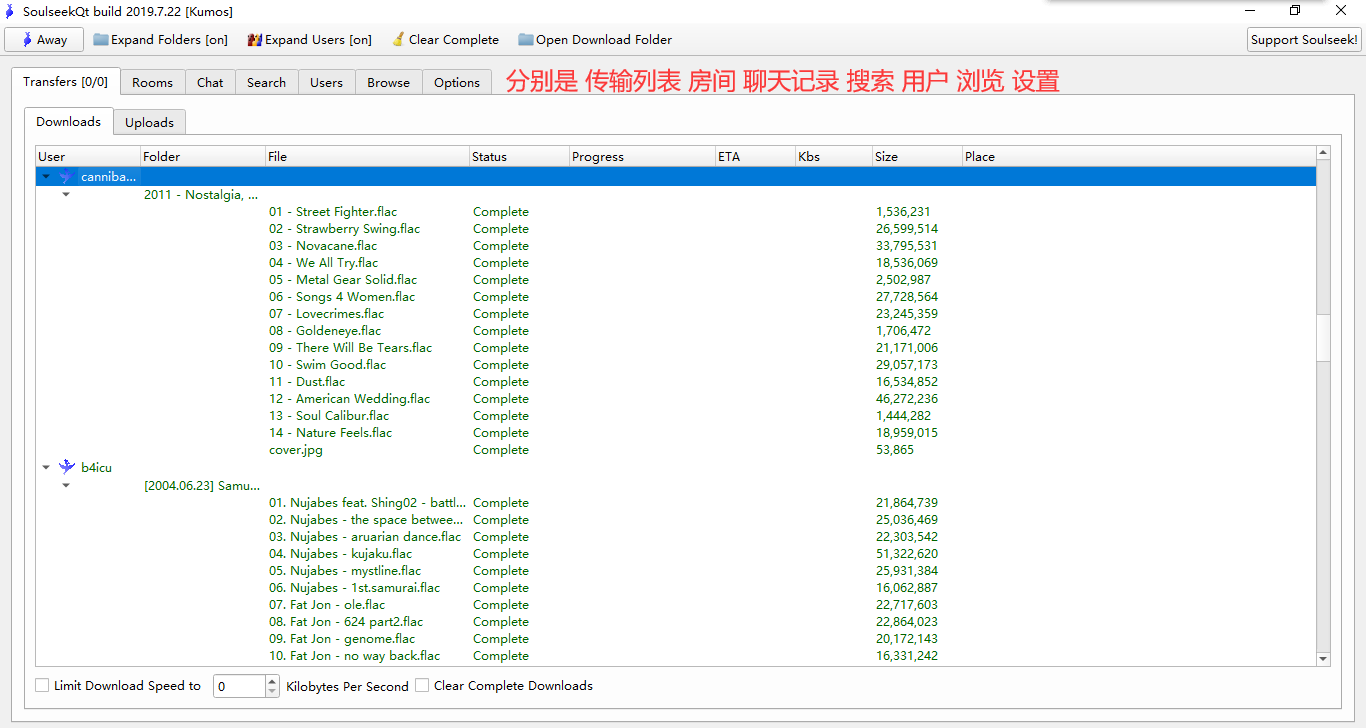 SoulseekQt build 2019.7.22 [Kumos]
Away Expand Folders [on] Expand Users [on] Clear Complete Open Download Folder Support Soulseek!
Transfers [0/0] Rooms Chat Search Users Browse Options 分别是 传输列表 房间 聊天记录 搜索 用户 浏览 设置
Downloads Uploads
User Folder File Status Progress ETA Kbs Size Place
canniba...
2011 - Nostalgia, ...
01 - Street Fighter.flac Complete 1,536,231
02 - Strawberry Swing.flac Complete 26,599,514
03 - Novacane.flac Complete 33,795,531
04 - We All Try.flac Complete 18,536,069
05 - Metal Gear Solid.flac Complete 2,502,987
06 - Songs 4 Women.flac Complete 27,728,564
07 - Lovecrimes.flac Complete 23,245,359
08 - Goldeneye.flac Complete 1,706,472
09 - There Will Be Tears.flac Complete 21,171,006
10 - Swim Good.flac Complete 29,057,173
11 - Dust.flac Complete 16,534,852
12 - American Wedding.flac Complete 46,272,236
13 - Soul Calibur.flac Complete 1,444,282
14 - Nature Feels.flac Complete 18,959,015
cover.jpg Complete 53,865
b4icu
[2004.06.23] Samu...
01. Nujabes feat. Shing02 - battl... Complete 21,864,739
02. Nujabes - the space betwee... Complete 25,036,469
03. Nujabes - aruarian dance.flac Complete 22,303,542
04. Nujabes - kujaku.flac Complete 51,322,620
05. Nujabes - mystline.flac Complete 25,931,384
06. Nujabes - 1st.samurai.flac Complete 16,062,887
07. Fat Jon - ole.flac Complete 22,717,603
08. Fat Jon - 624 part2.flac Complete 22,864,023
09. Fat Jon - genome.flac Complete 20,172,143
10. Fat Jon - no way back.flac Complete 16,331,242
Limit Download Speed to 0 Kilobytes Per Second Clear Complete Downloads